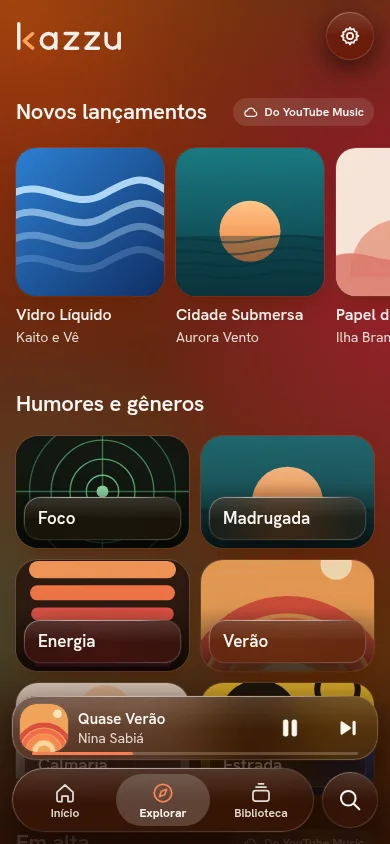 kazzu
Novos lançamentos
Do YouTube Music
Vidro Líquido
Kaito e Vê
Cidade Submersa
Aurora Vento
Papel d
Ilha Bran
Humores e gêneros
Foco
Madrugada
Energia
Verão
Quase Verão
Nina Sabiá
Calmaria
Estrada
Início
Explorar
Biblioteca
Em alta
Do YouTube Music